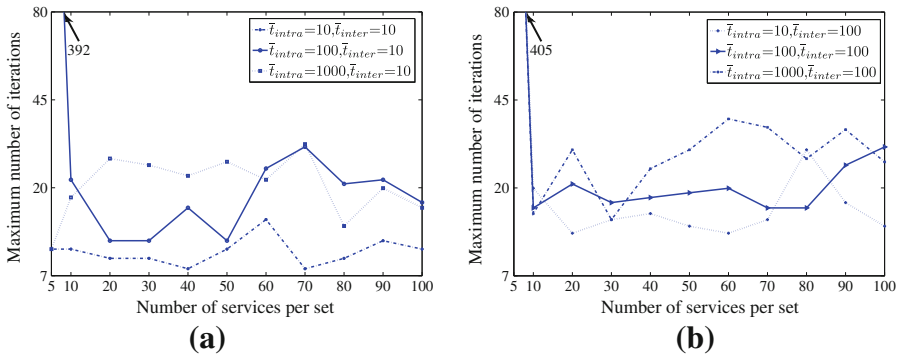 Maximum number of iterations
80
45
20
7
392
t̅intra=10,t̅inter=10
t̅intra=100,t̅inter=10
t̅intra=1000,t̅inter=10
5 10 20 30 40 50 60 70 80 90 100
Number of services per set
(a)
Maximum number of iterations
80
45
20
7
405
t̅intra=10,t̅inter=100
t̅intra=100,t̅inter=100
t̅intra=1000,t̅inter=100
5 10 20 30 40 50 60 70 80 90 100
Number of services per set
(b)